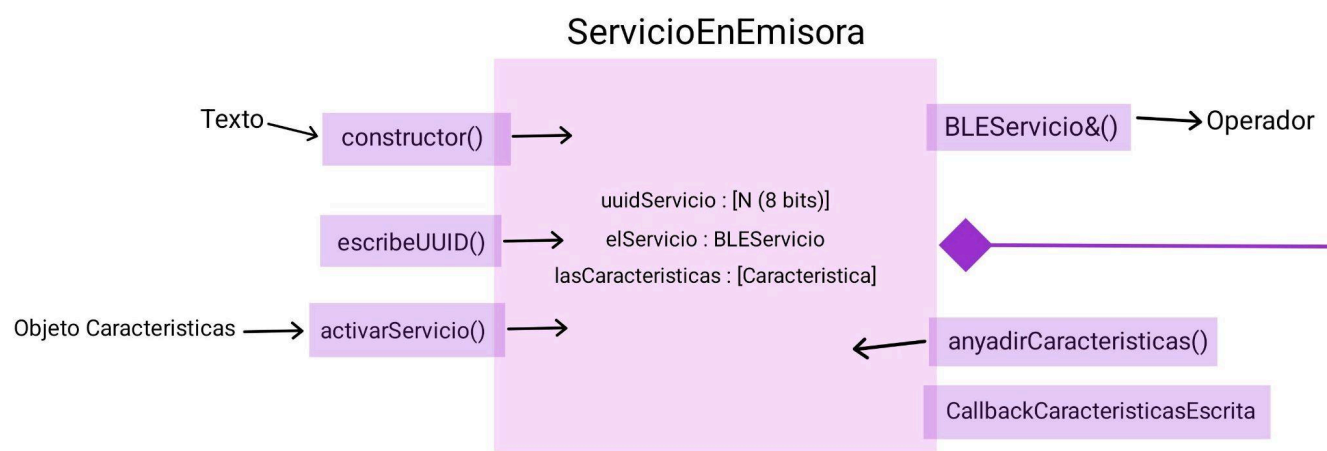 ServicioEnEmisora
Texto
constructor()
BLEServicio&()
Operador
uuidServicio : [N (8 bits)]
escribeUUID()
elServicio : BLEServicio
lasCaracteristicas : [Caracteristica]
Objeto Caracteristicas
activarServicio()
anyadirCaracteristicas()
CallbackCaracteristicasEscrita